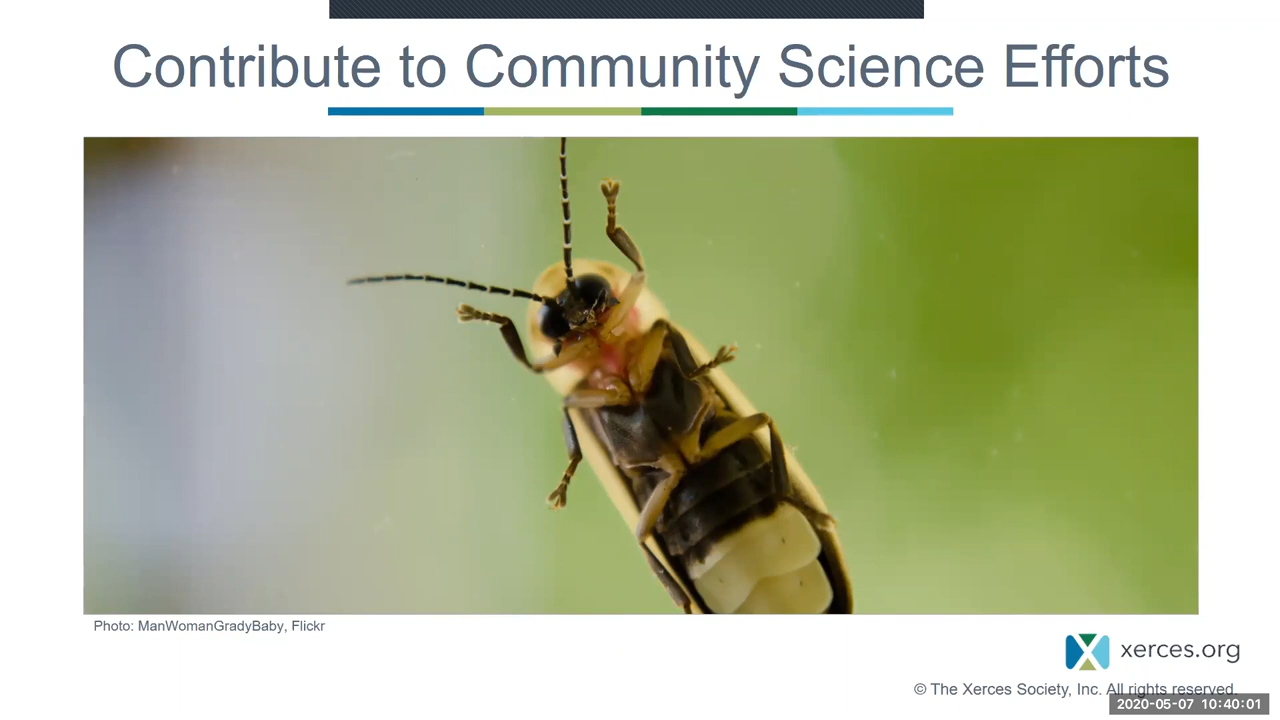 Contribute to Community Science Efforts
Photo: ManWomanGradyBaby, Flickr
xerces.org
© The Xerces Society, Inc. All rights reserved.
2020-05-07 10:40:01